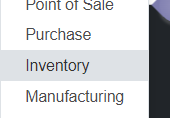 Point of Sale
Purchase
Inventory
Manufacturing